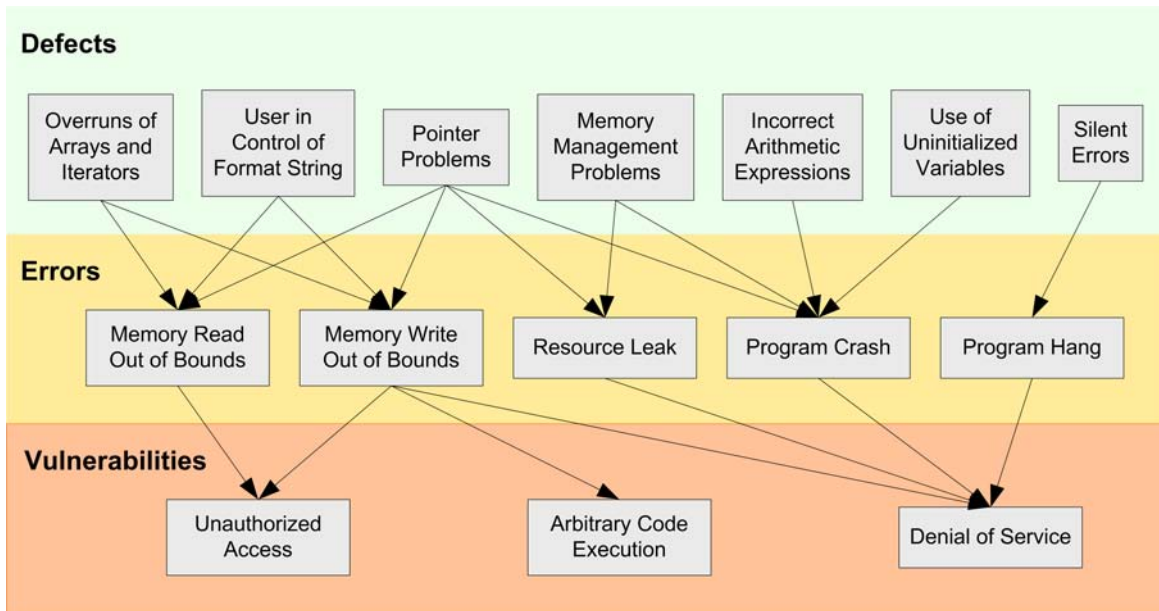 Defects
Overruns of
Arrays and
Iterators
User in
Control of
Format String
Pointer
Problems
Memory
Management
Problems
Incorrect
Arithmetic
Expressions
Use of
Uninitialized
Variables
Silent
Errors
Errors
Memory Read
Out of Bounds
Memory Write
Out of Bounds
Resource Leak
Program Crash
Program Hang
Vulnerabilities
Unauthorized
Access
Arbitrary Code
Execution
Denial of Service